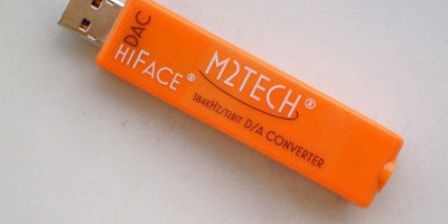 DAC
HIFACE®
M2TECH®
384KHZ/32BIT D/A CONVERTER